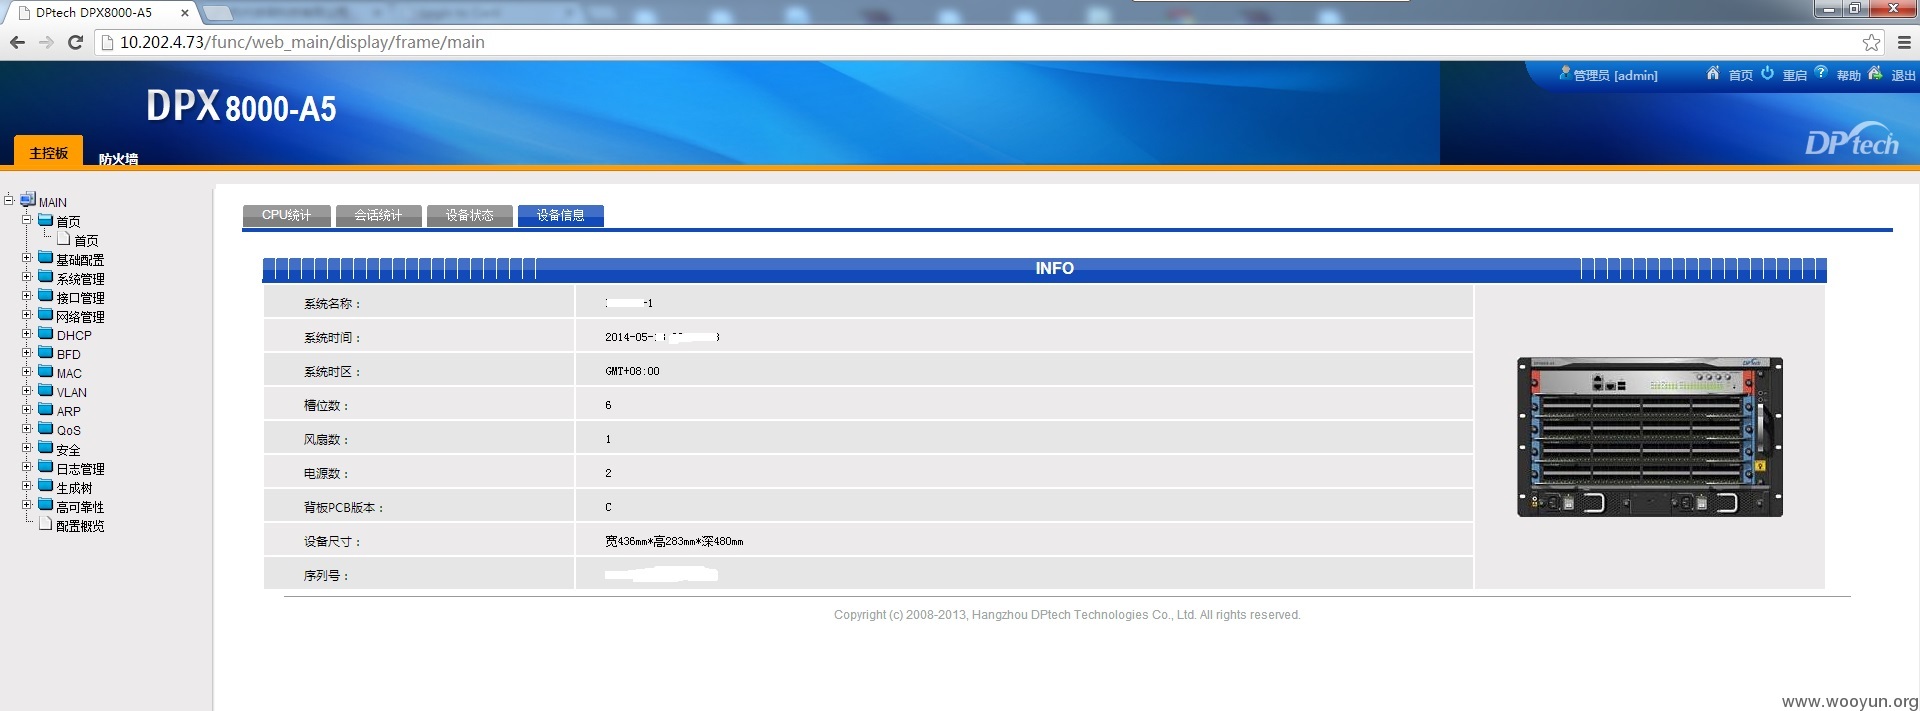 DPtech DPX8000-A5
10.202.4.73/func/web_main/display/frame/main
管理员 [admin] 首页 重启 帮助 退出
DPX 8000-A5
DPtech
主控板 防火墙
MAIN
首页
首页
基础配置
系统管理
接口管理
网络管理
DHCP
BFD
MAC
VLAN
ARP
QoS
安全
日志管理
生成树
高可靠性
配置概览
CPU统计 会话统计 设备状态 设备信息
INFO
系统名称： -1
系统时间： 2014-05-
系统时区： GMT+08:00
槽位数： 6
风扇数： 1
电源数： 2
背板PCB版本： C
设备尺寸： 宽436mm*高283mm*深480mm
序列号：
Copyright (c) 2008-2013, Hangzhou DPtech Technologies Co., Ltd. All rights reserved.
www.wooyun.org